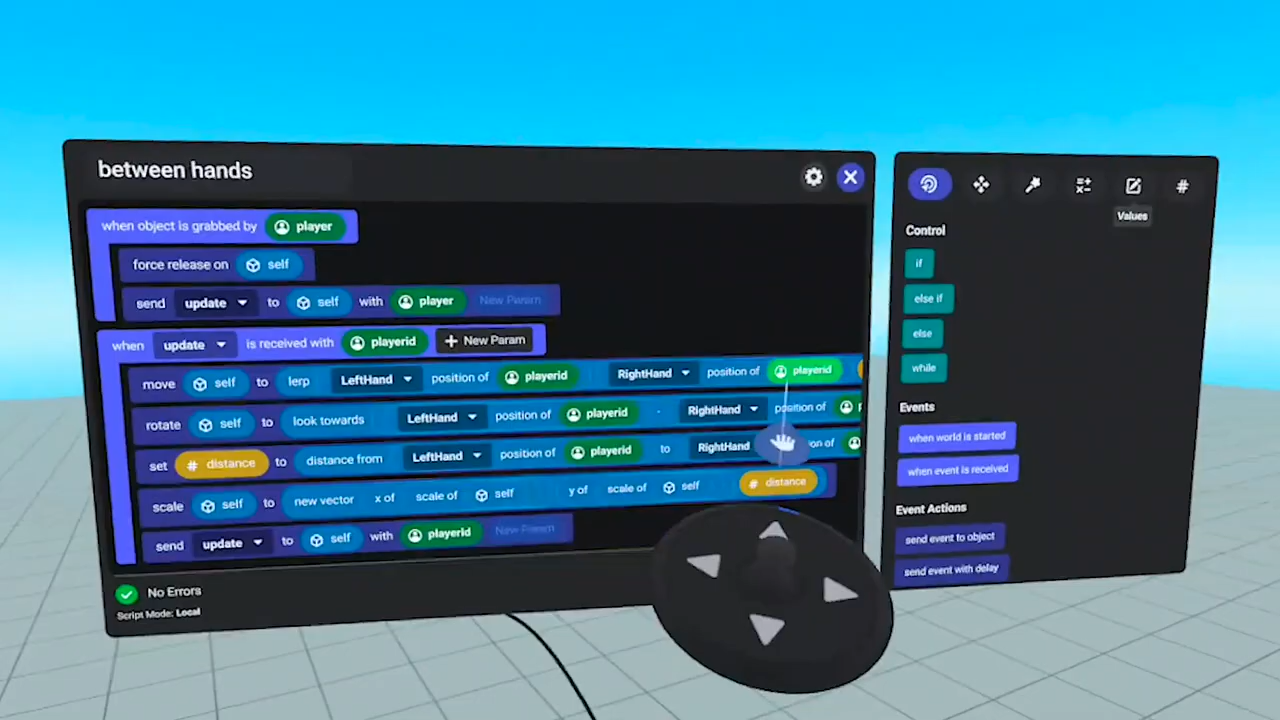 between hands
when object is grabbed by player
force release on self
send update to self with player New Param
when update is received with playerid + New Param
move self to lerp LeftHand position of playerid RightHand position of playerid
rotate self to look towards LeftHand position of playerid - RightHand position of
set # distance to distance from LeftHand position of playerid to RightHand on of
scale self to new vector x of scale of self y of scale of self # distance
send update to self with playerid New Param
No Errors
Script Mode: Local
#
Values
Control
if
else if
else
while
Events
when world is started
when event is received
Event Actions
send event to object
send event with delay